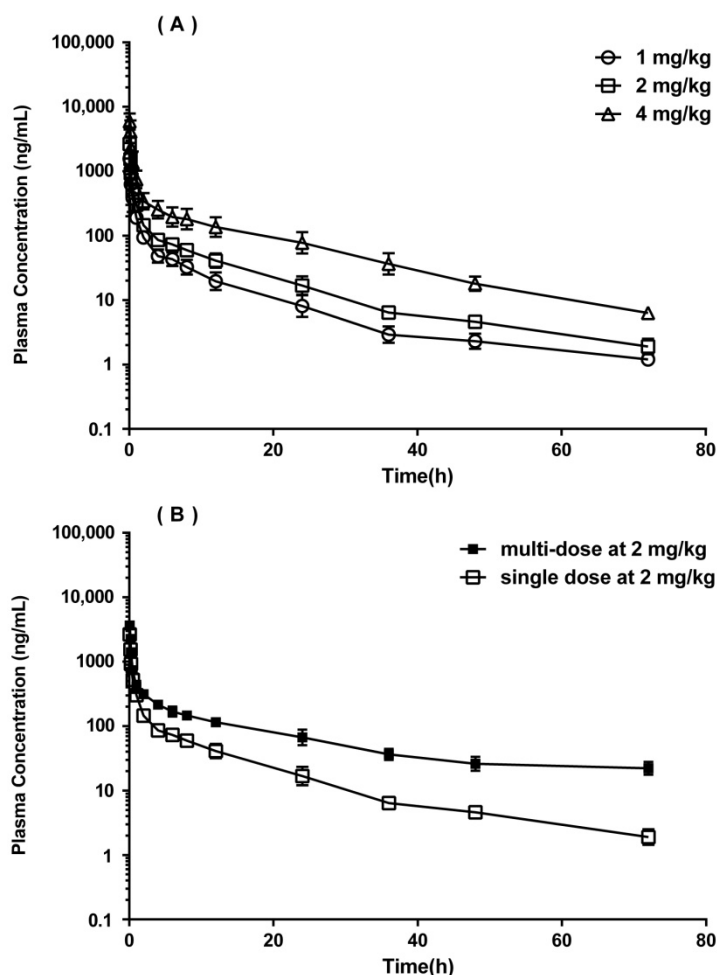 ( A )
100,000
10,000
1000
100
10
1
0.1
Plasma Concentration (ng/mL)
1 mg/kg
2 mg/kg
4 mg/kg
0
20
40
60
80
Time(h)
( B )
100,000
10,000
1000
100
10
1
0.1
Plasma Concentration (ng/mL)
multi-dose at 2 mg/kg
single dose at 2 mg/kg
0
20
40
60
80
Time(h)